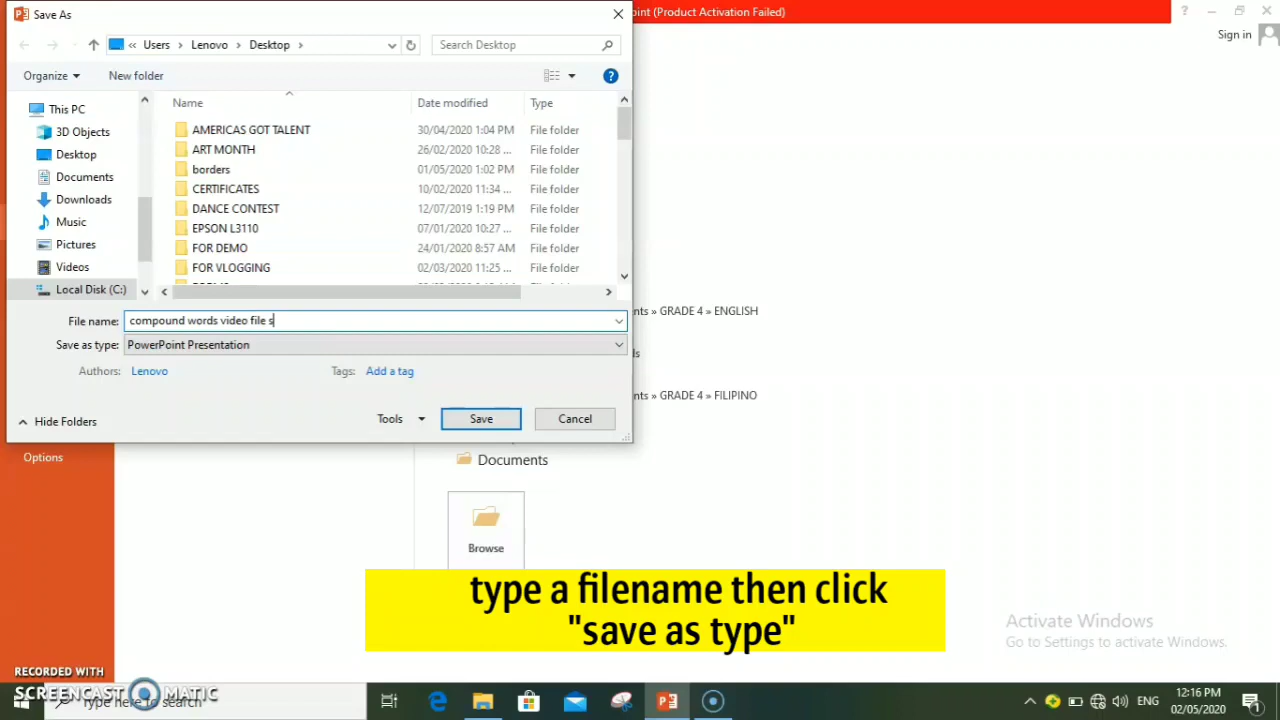 Save As
oint (Product Activation Failed)
Sign in
« Users > Lenovo > Desktop >
Search Desktop
Organize
New folder
This PC
3D Objects
Desktop
Documents
Downloads
Music
Pictures
Videos
Local Disk (C:)
Name Date modified Type
AMERICAS GOT TALENT 30/04/2020 1:04 PM File folder
ART MONTH 26/02/2020 10:28 ... File folder
borders 01/05/2020 1:02 PM File folder
CERTIFICATES 10/02/2020 11:34 ... File folder
DANCE CONTEST 12/07/2019 1:19 PM File folder
EPSON L3110 07/01/2020 10:27 ... File folder
FOR DEMO 24/01/2020 8:57 AM File folder
FOR VLOGGING 02/03/2020 11:25 ... File folder
File name: compound words video file s
Save as type: PowerPoint Presentation
Authors: Lenovo Tags: Add a tag
Hide Folders
Tools Save Cancel
nts » GRADE 4 » ENGLISH
ds
nts » GRADE 4 » FILIPINO
Options
Documents
Browse
type a filename then click
"save as type"
Activate Windows
Go to Settings to activate Windows.
RECORDED WITH
SCREENCAST MATIC
Type here to search
ENG
12:16 PM
02/05/2020
1